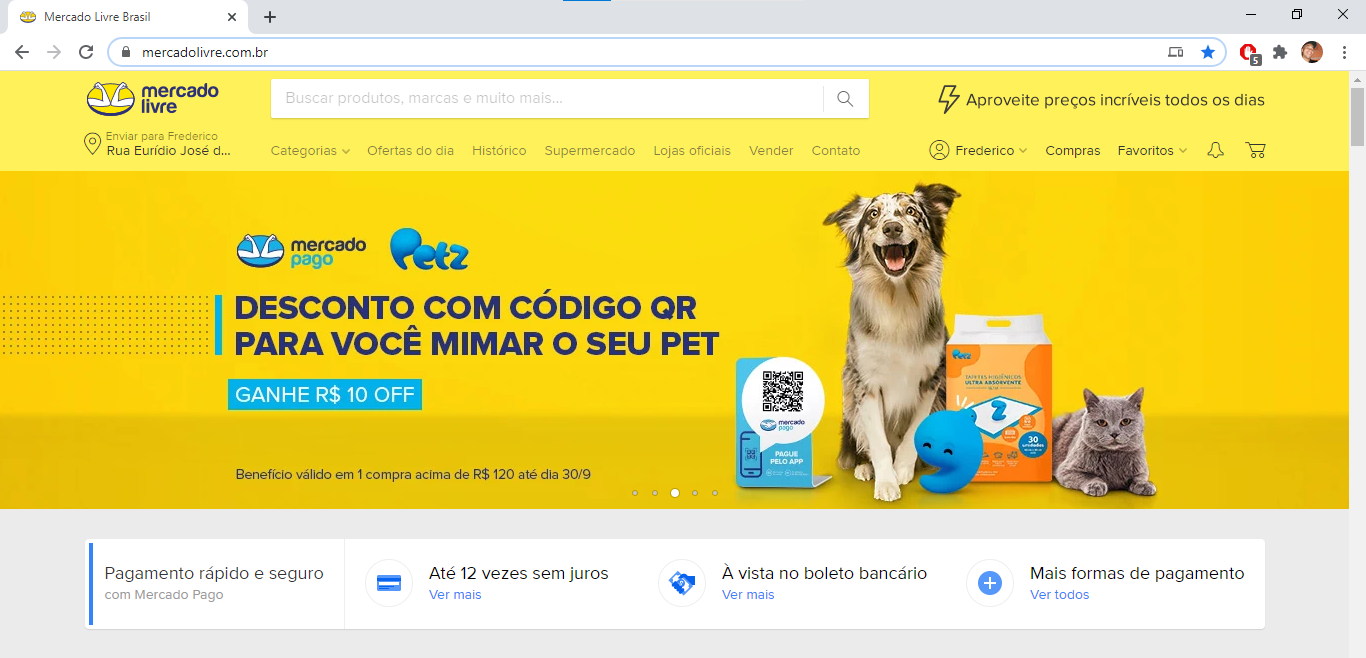 Mercado Livre Brasil
mercadolivre.com.br
5
mercado
livre
Buscar produtos, marcas e muito mais...
Aproveite preços incríveis todos os dias
Enviar para Frederico
Rua Eurídio José d...
Categorias
Ofertas do dia
Histórico
Supermercado
Lojas oficiais
Vender
Contato
Frederico
Compras
Favoritos
mercado
pago
Petz
DESCONTO COM CÓDIGO QR
PARA VOCÊ MIMAR O SEU PET
GANHE R$ 10 OFF
Benefício válido em 1 compra acima de R$ 120 até dia 30/9
mercado
pago
PAGUE
PELO APP
Petz
TAPETES HIGIÊNICOS
ULTRA ABSORVENTE
30
unidades
Pagamento rápido e seguro
com Mercado Pago
Até 12 vezes sem juros
Ver mais
À vista no boleto bancário
Ver mais
Mais formas de pagamento
Ver todos